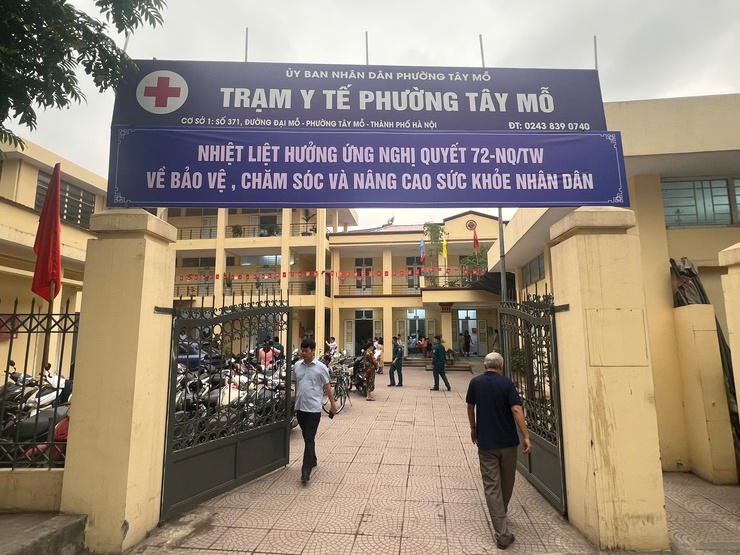 ỦY BAN NHÂN DÂN PHƯỜNG TÂY MỖ
TRẠM Y TẾ PHƯỜNG TÂY MỖ
CƠ SỞ 1: SỐ 371, ĐƯỜNG ĐẠI MỖ - PHƯỜNG TÂY MỖ - THÀNH PHỐ HÀ NỘI
ĐT: 0243 839 0740
NHIỆT LIỆT HƯỞNG ỨNG NGHỊ QUYẾT 72-NQ/TW
VỀ BẢO VỆ , CHĂM SÓC VÀ NÂNG CAO SỨC KHỎE NHÂN DÂN